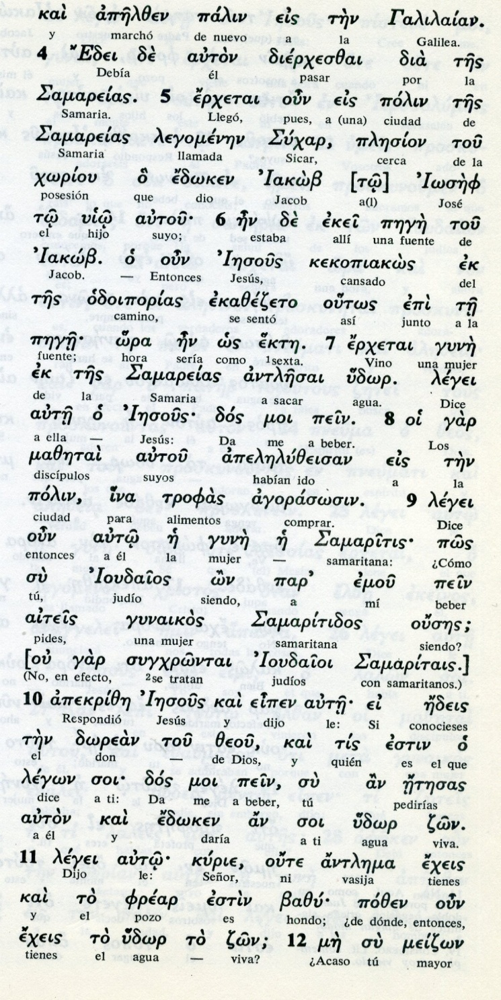 καὶ ἀπῆλθεν πάλιν εἰς τὴν Γαλιλαίαν.
y marchó de nuevo a la Galilea.
4 Ἔδει δὲ αὐτὸν διέρχεσθαι διὰ τῆς
Debía él pasar por la
Σαμαρείας. 5 ἔρχεται οὖν εἰς πόλιν τῆς
Samaria. Llegó, pues, a (una) ciudad de
Σαμαρείας λεγομένην Σύχαρ, πλησίον τοῦ
Samaria llamada Sicar, cerca de la
χωρίου ὃ ἔδωκεν Ἰακὼβ [τῷ] Ἰωσὴφ
posesión que dio Jacob a(l) José
τῷ υἱῷ αὐτοῦ· 6 ἦν δὲ ἐκεῖ πηγὴ τοῦ
el hijo suyo; estaba allí una fuente de
Ἰακώβ. ὁ οὖν Ἰησοῦς κεκοπιακὼς ἐκ
Jacob. — Entonces Jesús, cansado del
τῆς ὁδοιπορίας ἐκαθέζετο οὕτως ἐπὶ τῇ
camino, se sentó así junto a la
πηγῇ· ὥρα ἦν ὡς ἕκτη. 7 ἔρχεται γυνὴ
fuente; hora sería como 1sexta. Vino una mujer
ἐκ τῆς Σαμαρείας ἀντλῆσαι ὕδωρ. λέγει
de la Samaria a sacar agua. Dice
αὐτῇ ὁ Ἰησοῦς· δός μοι πεῖν. 8 οἱ γὰρ
a ella — Jesús: Da me a beber. Los
μαθηταὶ αὐτοῦ ἀπεληλύθεισαν εἰς τὴν
discípulos suyos habían ido a la
πόλιν, ἵνα τροφὰς ἀγοράσωσιν. 9 λέγει
ciudad para alimentos comprar. Dice
οὖν αὐτῷ ἡ γυνὴ ἡ Σαμαρῖτις· πῶς
entonces a él la mujer — samaritana: ¿Cómo
σὺ Ἰουδαῖος ὢν παρ' ἐμοῦ πεῖν
tú, judío siendo, a mí beber
αἰτεῖς γυναικὸς Σαμαρίτιδος οὔσης;
pides, una mujer samaritana siendo?
[οὐ γὰρ συγχρῶνται Ἰουδαῖοι Σαμαρίταις.]
(No, en efecto, 2se tratan judíos con samaritanos.)
10 ἀπεκρίθη Ἰησοῦς καὶ εἶπεν αὐτῇ· εἰ ᾔδεις
Respondió Jesús y dijo le: Si conocieses
τὴν δωρεὰν τοῦ θεοῦ, καὶ τίς ἐστιν ὁ
el don — de Dios, y quién es el que
λέγων σοι· δός μοι πεῖν, σὺ ἂν ᾔτησας
dice a ti: Da me a beber, tú pedirías
αὐτὸν καὶ ἔδωκεν ἄν σοι ὕδωρ ζῶν.
a él y daría a ti agua viva.
11 λέγει αὐτῷ· κύριε, οὔτε ἄντλημα ἔχεις
Dijo le: Señor, ni vasija tienes
καὶ τὸ φρέαρ ἐστὶν βαθύ· πόθεν οὖν
y el pozo es hondo; ¿de dónde, entonces,
ἔχεις τὸ ὕδωρ τὸ ζῶν; 12 μὴ σὺ μείζων
tienes el agua — viva? ¿Acaso tú mayor